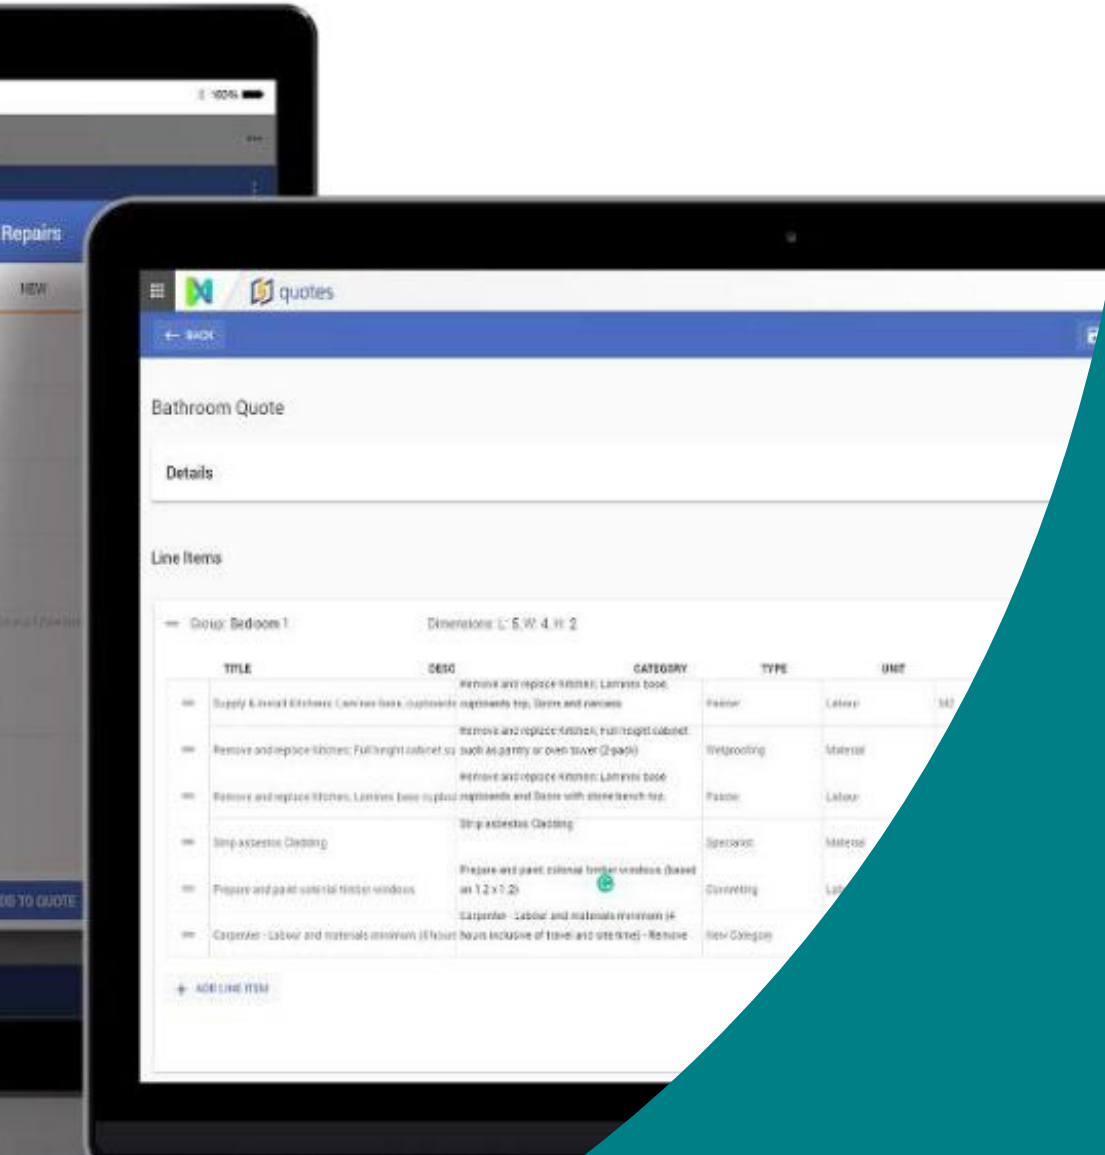 100%
Repairs
NEW
TO QUOTE
quotes
← BACK
Bathroom Quote
Details
Line Items
Group: Bedoom 1 Dimensions: L: 5, W: 4, H: 2
TITLE DESC CATEGORY TYPE UNIT
Remove and replace Kitchen; Laminex base,
Supply & install Kitchens; Laminex base, cupboards cupboards top, Doors and carcass Painter Labour M2
Remove and replace Kitchen; Full height cabinet
Remove and replace Kitchen; Full height cabinet su such as pantry or oven tower (2-pack) Wetproofing Material
Remove and replace Kitchen; Laminex base
Remove and replace Kitchen; Laminex base cupboards and Doors with stone bench top. Painter Labour
Strip asbestos Cladding
Strip asbestos Cladding Specialist Material
Prepare and paint colonial timber windows (based
Prepare and paint colonial timber windows on 1.2 x 1.2)
Carpenter - Labour and materials minimum (4
Carpenter - Labour and materials minimum (4 hours hours inclusive of travel and site time) - Remove New Category
+ ADD LINE ITEM